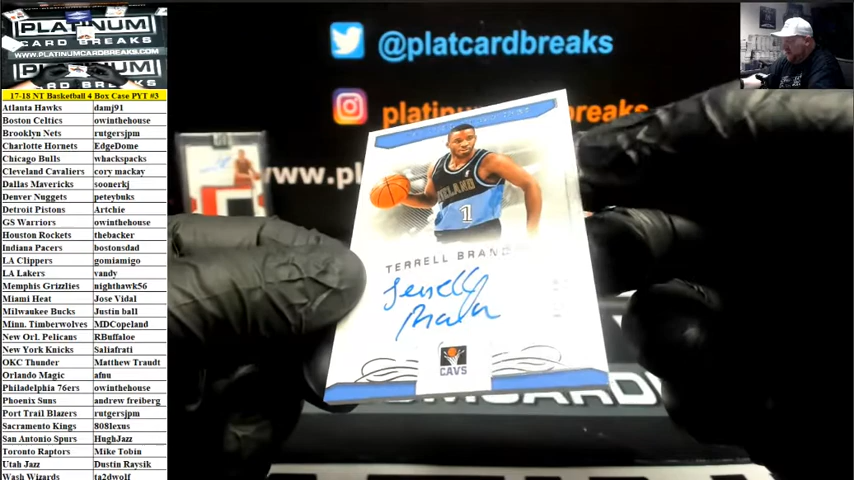 PLATINUM
CARD BREAKS
WWW.PLATINUMCARDBREAKS.COM
PLATINUM
@platcardbreaks
platinum
breaks
www.pl
17-18 NT Basketball 4 Box Case PYT #3
Atlanta Hawks damj91
Boston Celtics owinthehouse
Brooklyn Nets rutgersjpm
Charlotte Hornets EdgeDome
Chicago Bulls whackspacks
Cleveland Cavaliers cory mackay
Dallas Mavericks soonerkj
Denver Nuggets peteybuks
Detroit Pistons Artchie
GS Warriors owinthehouse
Houston Rockets thebacker
Indiana Pacers bostonsdad
LA Clippers gomiamigo
LA Lakers vandy
Memphis Grizzlies nighthawk56
Miami Heat Jose Vidal
Milwaukee Bucks Justin ball
Minn. Timberwolves MDCopeland
New Orl. Pelicans RBuffaloe
New York Knicks Saliafrati
OKC Thunder Matthew Traudt
Orlando Magic afnu
Philadelphia 76ers owinthehouse
Phoenix Suns andrew freiberg
Port Trail Blazers rutgersjpm
Sacramento Kings 808lexus
San Antonio Spurs HughJazz
Toronto Raptors Mike Tobin
Utah Jazz Dustin Raysik
Wash Wizards ta2dwolf
1
TERRELL BRAND
CAVS